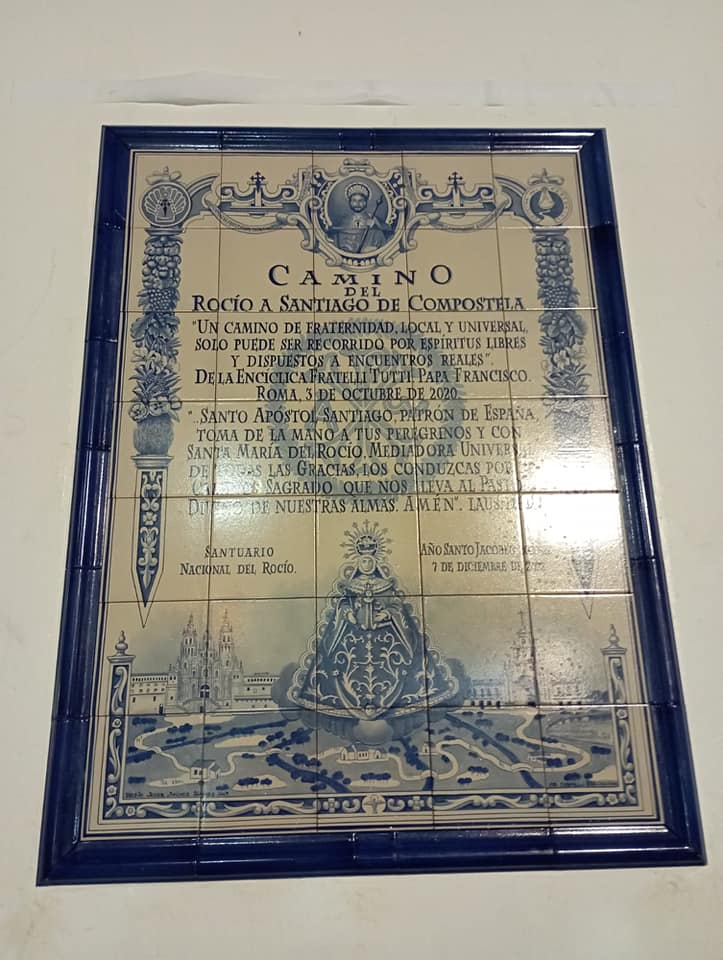 CAMINO
DEL
ROCÍO A SANTIAGO DE COMPOSTELA
"UN CAMINO DE FRATERNIDAD, LOCAL Y UNIVERSAL,
SOLO PUEDE SER RECORRIDO POR ESPÍRITUS LIBRES
Y DISPUESTOS A ENCUENTROS REALES".
DE LA ENCÍCLICA FRATELLI TUTTI. PAPA FRANCISCO.
ROMA, 3 DE OCTUBRE DE 2020
"..SANTO APÓSTOL SANTIAGO, PATRÓN DE ESPAÑA,
TOMA DE LA MANO A TUS PEREGRINOS Y CON
SANTA MARÍA DEL ROCÍO, MEDIADORA UNIVERSAL
DE TODAS LAS GRACIAS, LOS CONDUZCAS POR
SAGRADO QUE NOS LLEVA AL
DE NUESTRAS ALMAS. AMÉN".
SANTUARIO
NACIONAL DEL ROCÍO.
AÑO SANTO
7 DE DICIEMBRE DE